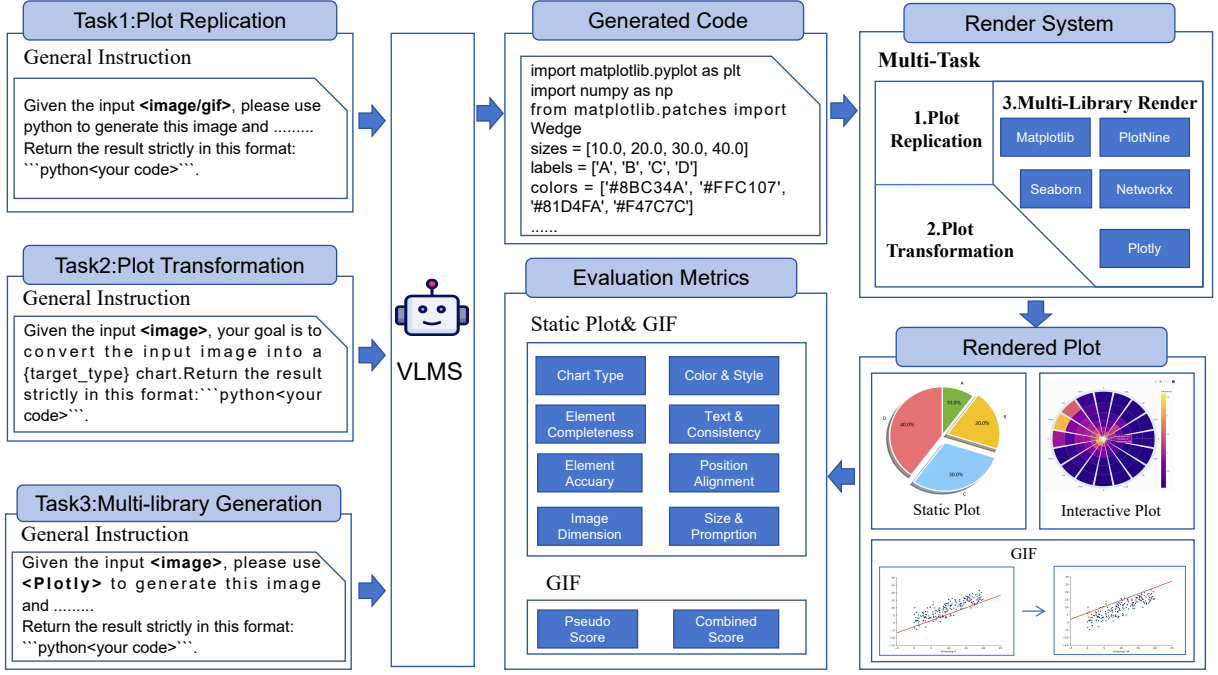 Task1:Plot Replication
General Instruction
Given the input <image/gif>, please use
python to generate this image and .........
Return the result strictly in this format:
```python<your code>```.
Task2:Plot Transformation
General Instruction
Given the input <image>, your goal is to
convert the input image into a
{target_type} chart.Return the result
strictly in this format:```python<your
code>```.
Task3:Multi-library Generation
General Instruction
Given the input <image>, please use
<Plotly> to generate this image
and .........
Return the result strictly in this format:
```python<your code>```.
VLMS
Generated Code
import matplotlib.pyplot as plt
import numpy as np
from matplotlib.patches import
Wedge
sizes = [10.0, 20.0, 30.0, 40.0]
labels = ['A', 'B', 'C', 'D']
colors = ['#8BC34A', '#FFC107',
'#81D4FA', '#F47C7C']
......
Render System
Multi-Task
1.Plot
Replication
2.Plot
Transformation
3.Multi-Library Render
Matplotlib
PlotNine
Seaborn
Networkx
Plotly
Rendered Plot
A
10.0%
B
20.0%
D
40.0%
30.0%
C
Static Plot
Interactive Plot
GIF
Evaluation Metrics
Static Plot& GIF
Chart Type
Color & Style
Element
Completeness
Text &
Consistency
Element
Accuary
Position
Alignment
Image
Dimension
Size &
Promprtion
GIF
Pseudo
Score
Combined
Score